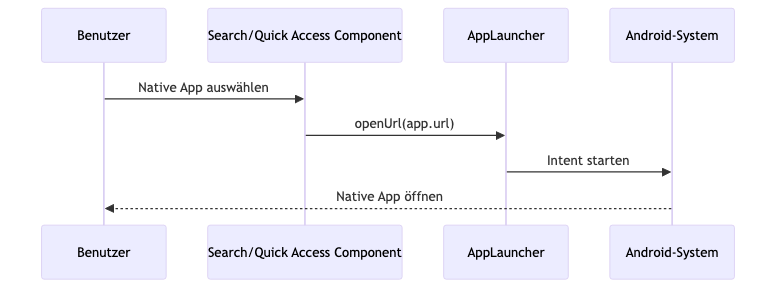 Benutzer
Search/Quick Access Component
AppLauncher
Android-System
Native App auswählen
openUrl(app.url)
Intent starten
Native App öffnen
Benutzer
Search/Quick Access Component
AppLauncher
Android-System